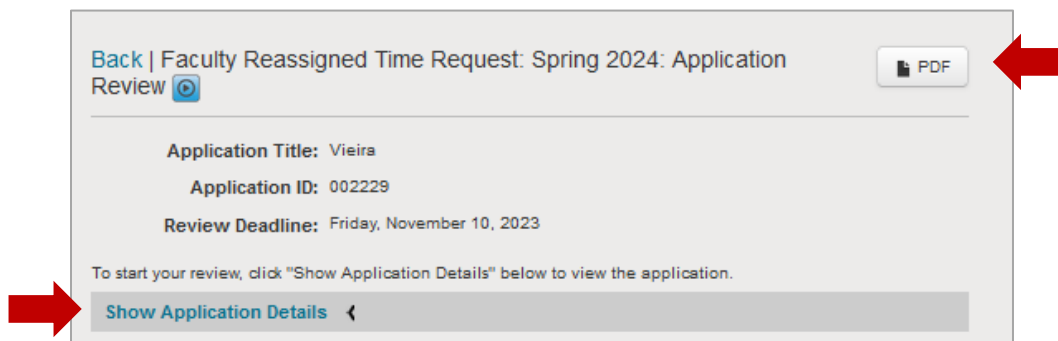 Back | Faculty Reassigned Time Request: Spring 2024: Application
Review
PDF
Application Title: Vieira
Application ID: 002229
Review Deadline: Friday, November 10, 2023
To start your review, click "Show Application Details" below to view the application.
Show Application Details